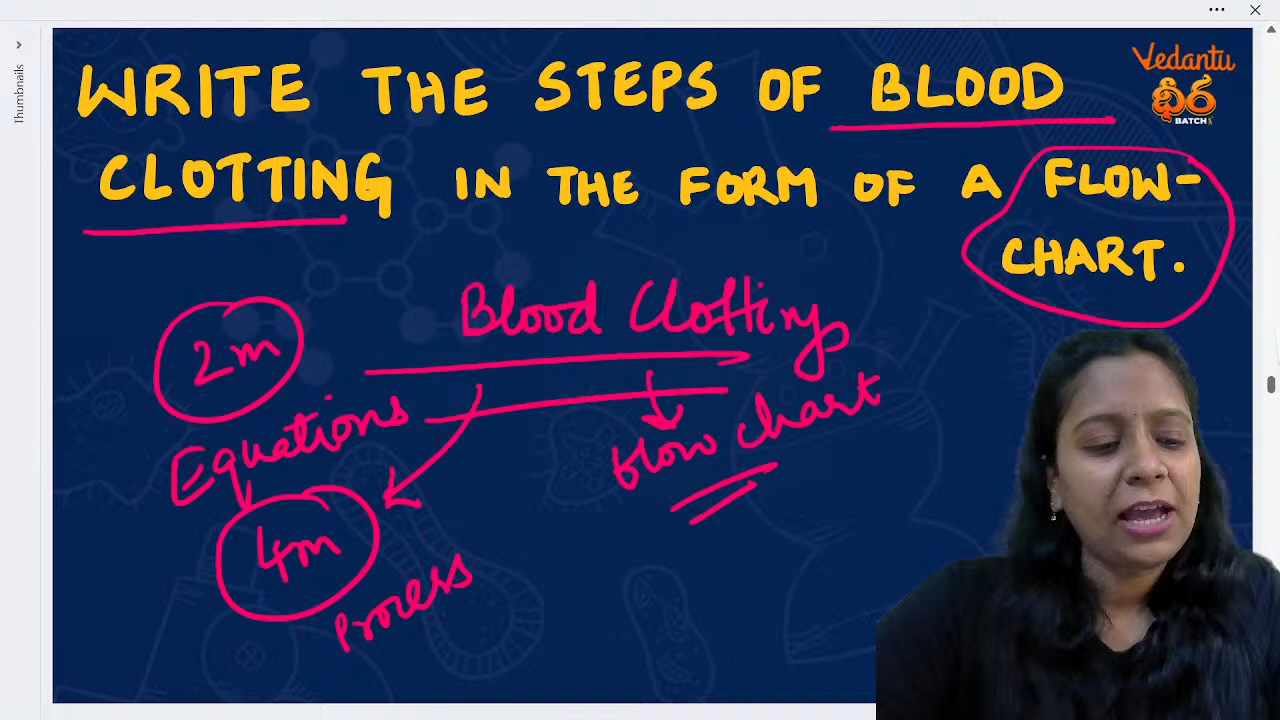 Thumbnails
WRITE THE STEPS OF BLOOD
CLOTTING IN THE FORM OF A FLOW-
CHART.
Vedantu
ధీర
BATCH
Blood Clotting
2m
Equations
flow chart
4m
Process